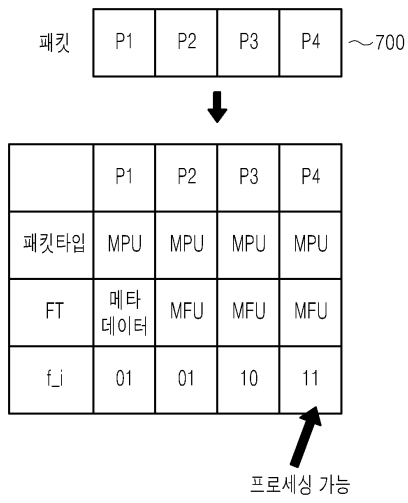 패킷 P1 P2 P3 P4 700
P1 P2 P3 P4
패킷타입 MPU MPU MPU MPU
FT 메타 데이터 MFU MFU MFU
f_i 01 01 10 11
프로세싱 가능